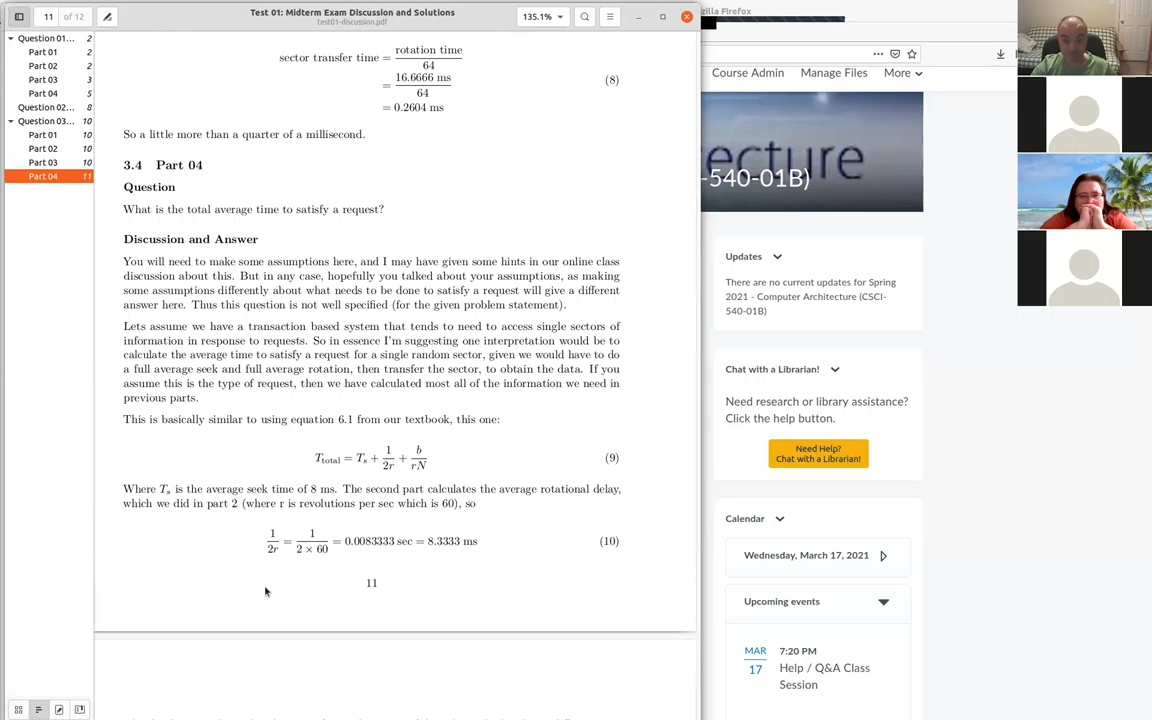 Test 01: Midterm Exam Discussion and Solutions
test01-discussion.pdf
11 of 12
135.1%
Question 01... 2
Part 01 2
Part 02 2
Part 03 3
Part 04 5
Question 02... 8
Question 03... 10
Part 01 10
Part 02 10
Part 03 10
Part 04 11
sector transfer time = rotation time / 64
= 16.6666 ms / 64 (8)
= 0.2604 ms
So a little more than a quarter of a millisecond.
3.4 Part 04
Question
What is the total average time to satisfy a request?
Discussion and Answer
You will need to make some assumptions here, and I may have given some hints in our online class
discussion about this. But in any case, hopefully you talked about your assumptions, as making
some assumptions differently about what needs to be done to satisfy a request will give a different
answer here. Thus this question is not well specified (for the given problem statement).
Lets assume we have a transaction based system that tends to need to access single sectors of
information in response to requests. So in essence I'm suggesting one interpretation would be to
calculate the average time to satisfy a request for a single random sector, given we would have to do
a full average seek and full average rotation, then transfer the sector, to obtain the data. If you
assume this is the type of request, then we have calculated most all of the information we need in
previous parts.
This is basically similar to using equation 6.1 from our textbook, this one:
T_total = T_s + 1/2r + b/rN (9)
Where T_s is the average seek time of 8 ms. The second part calculates the average rotational delay,
which we did in part 2 (where r is revolutions per sec which is 60), so
1/2r = 1/2 × 60 = 0.0083333 sec = 8.3333 ms (10)
11
zilla Firefox
Course Admin Manage Files More
ecture
-540-01B)
Updates
There are no current updates for Spring
2021 - Computer Architecture (CSCI-
540-01B)
Chat with a Librarian!
Need research or library assistance?
Click the help button.
Need Help?
Chat with a Librarian!
Calendar
Wednesday, March 17, 2021
Upcoming events
MAR
17
7:20 PM
Help / Q&A Class
Session